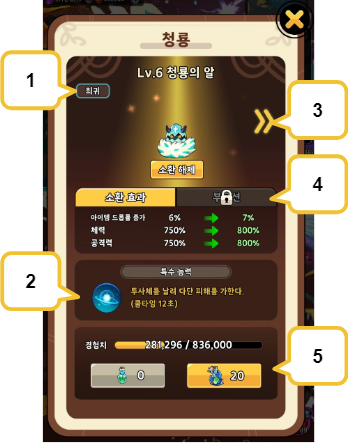 청룡
Lv.6 청룡의 알
1
희귀
3
소환 해제
4
소환 효과
아이템 드롭률 증가 6% 7%
체력 750% 800%
공격력 750% 800%
특수 능력
2
투사체를 날려 다단 피해를 가한다.
(쿨타임 12초)
경험치 281,296 / 836,000
5
0 20